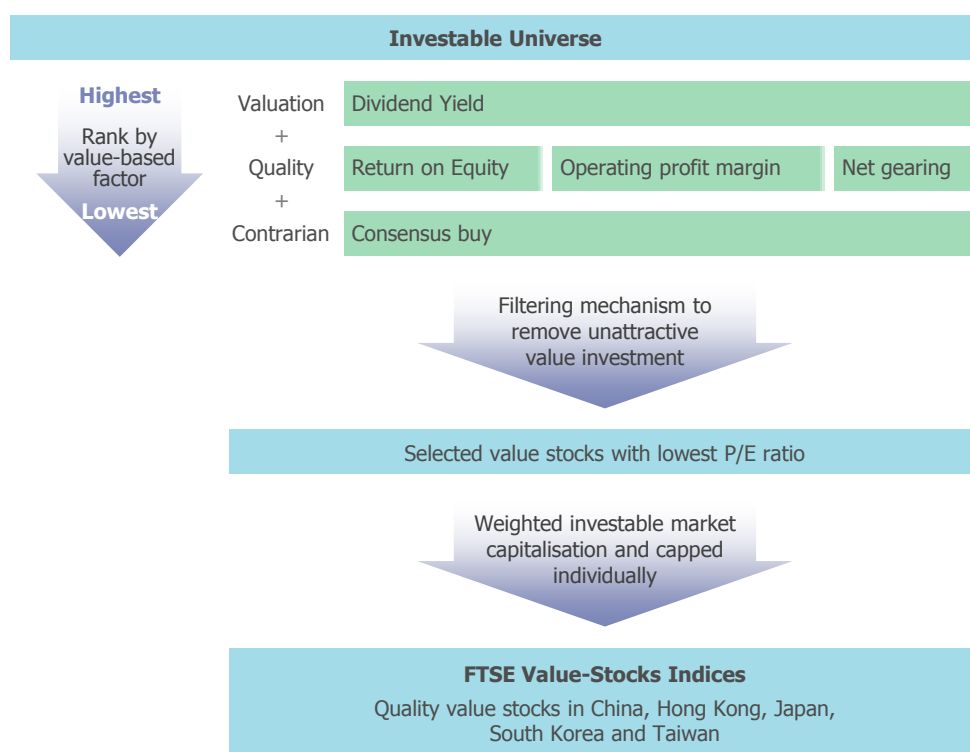 Investable Universe
Highest
Rank by
value-based
factor
Lowest
Valuation
Dividend Yield
+
Quality
Return on Equity
Operating profit margin
Net gearing
+
Contrarian
Consensus buy
Filtering mechanism to
remove unattractive
value investment
Selected value stocks with lowest P/E ratio
Weighted investable market
capitalisation and capped
individually
FTSE Value-Stocks Indices
Quality value stocks in China, Hong Kong, Japan,
South Korea and Taiwan